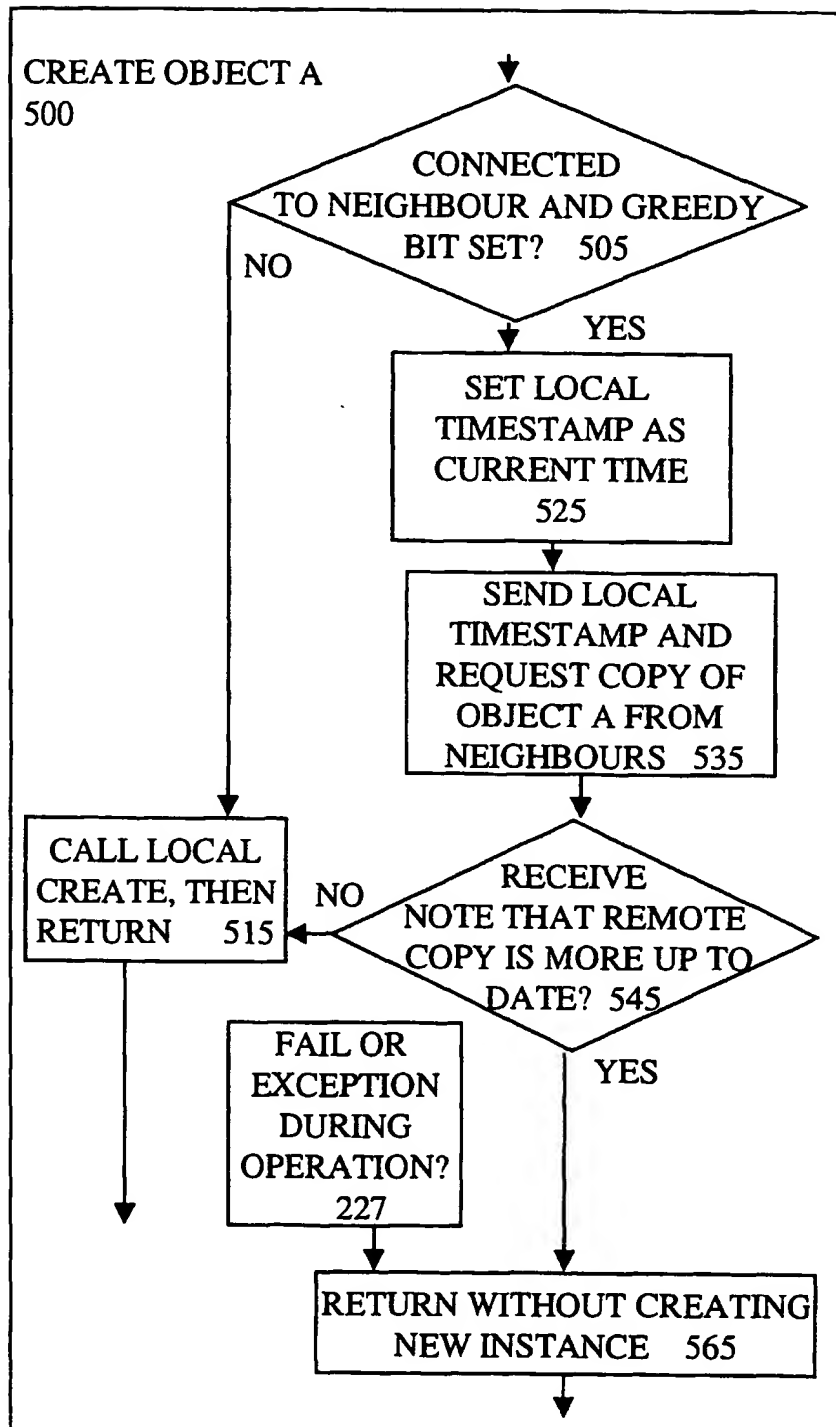 CREATE OBJECT A
500
CONNECTED
TO NEIGHBOUR AND GREEDY
BIT SET? 505
NO
YES
SET LOCAL
TIMESTAMP AS
CURRENT TIME
525
SEND LOCAL
TIMESTAMP AND
REQUEST COPY OF
OBJECT A FROM
NEIGHBOURS 535
CALL LOCAL
CREATE, THEN
RETURN 515
NO
RECEIVE
NOTE THAT REMOTE
COPY IS MORE UP TO
DATE? 545
YES
FAIL OR
EXCEPTION
DURING
OPERATION?
227
RETURN WITHOUT CREATING
NEW INSTANCE 565